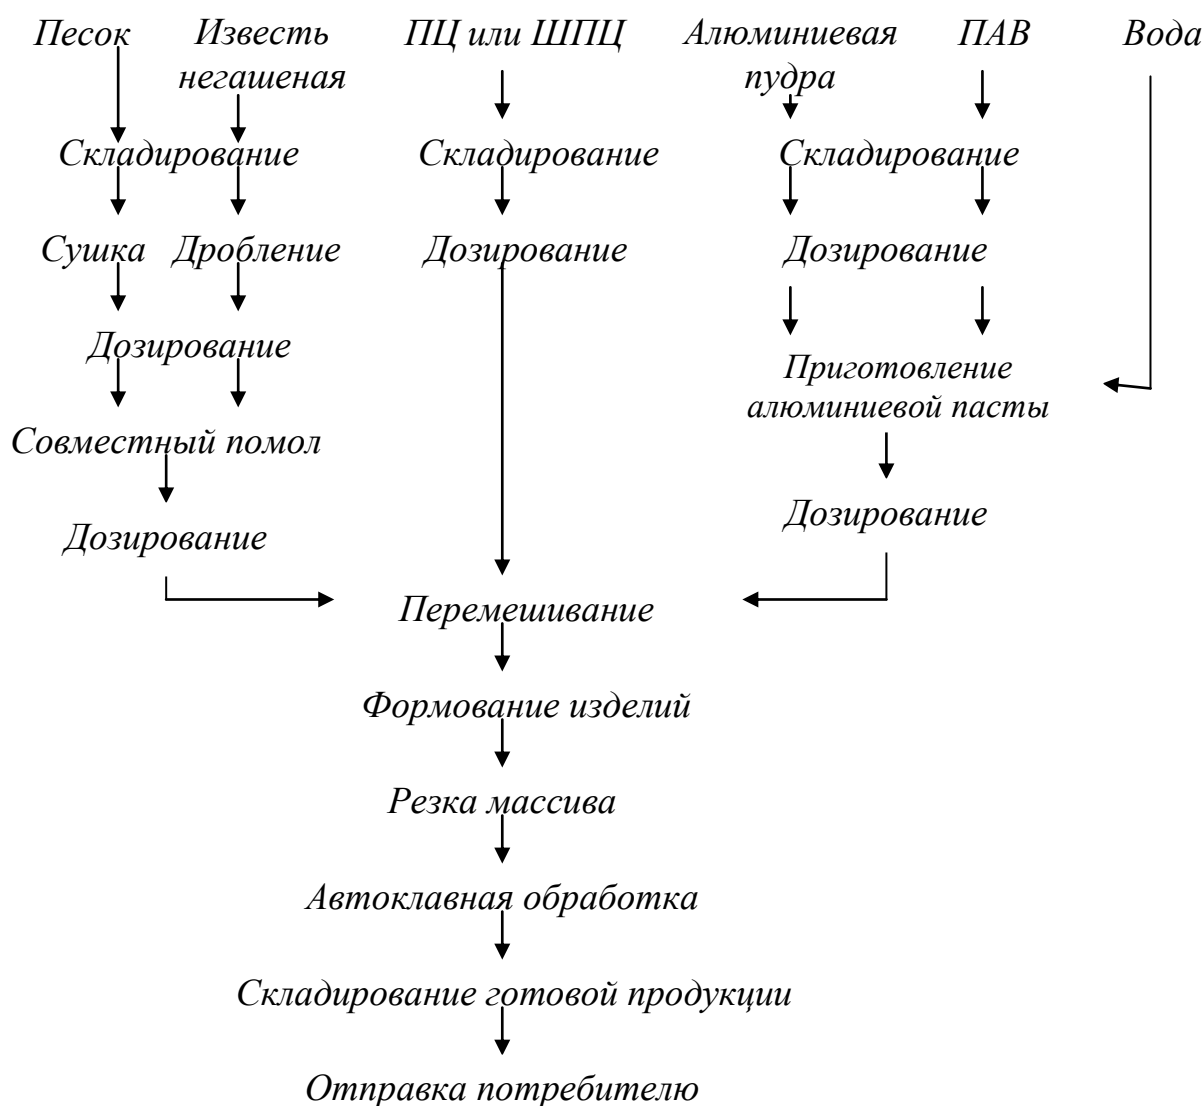 Песок Известь негашеная ПЦ или ШПЦ Алюминиевая пудра ПАВ Вода
Складирование Складирование Складирование
Сушка Дробление Дозирование Дозирование
Дозирование
Приготовление
алюминиевой пасты
Совместный помол
Дозирование
Дозирование
Перемешивание
Формование изделий
Резка массива
Автоклавная обработка
Складирование готовой продукции
Отправка потребителю